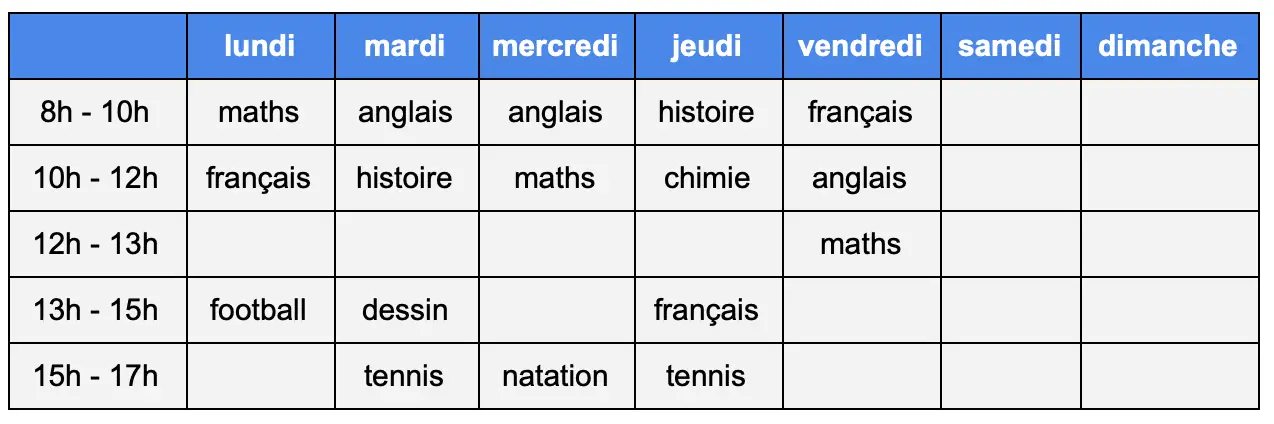 lundi mardi mercredi jeudi vendredi samedi dimanche
8h - 10h maths anglais anglais histoire français
10h - 12h français histoire maths chimie anglais
12h - 13h maths
13h - 15h football dessin français
15h - 17h tennis natation tennis